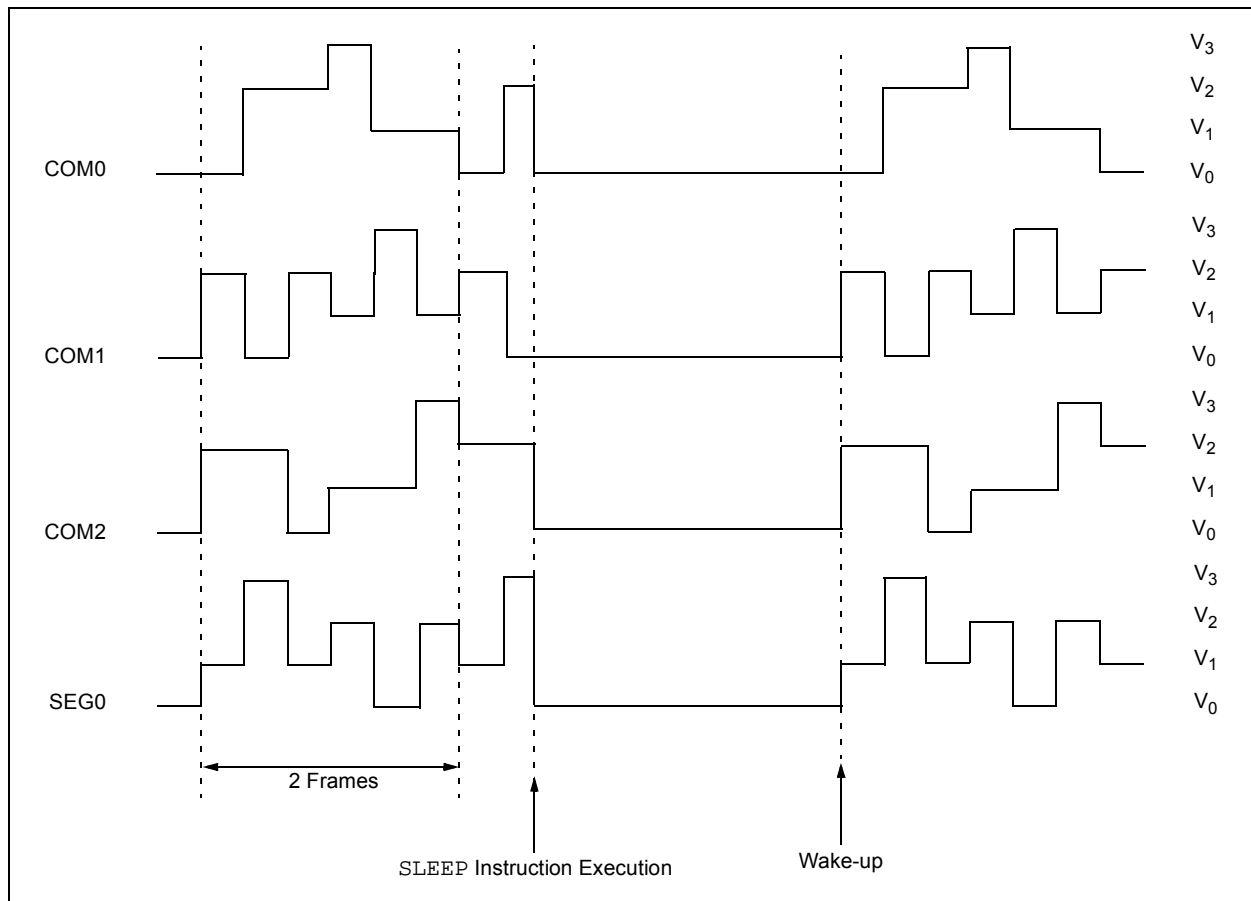 V3
V2
V1
COM0
V0
V3
V2
V1
COM1
V0
V3
V2
V1
COM2
V0
V3
V2
V1
SEG0
V0
2 Frames
SLEEP Instruction Execution
Wake-up